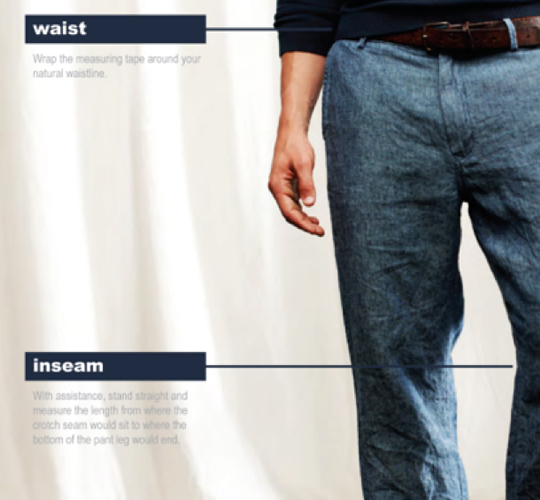 waist
Wrap the measuring tape around your
natural waistline.
inseam
With assistance, stand straight and
measure the length from where the
crotch seam would sit to where the
bottom of the pant leg would end.